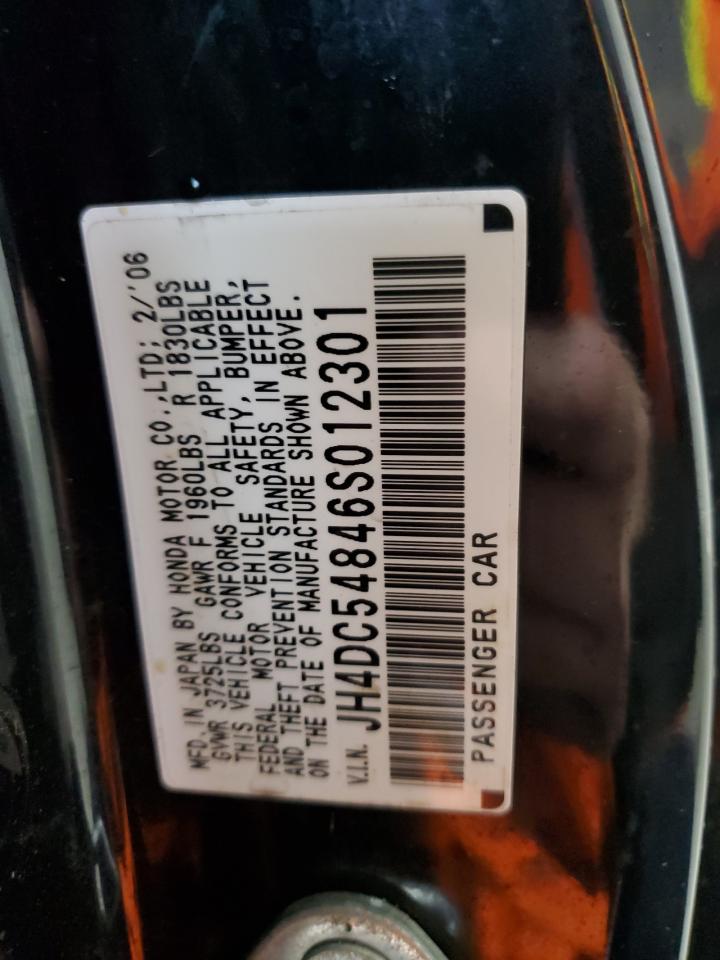 MFD. IN JAPAN BY HONDA MOTOR CO.,LTD; 2/'06
GVWR 3725LBS GAWR F 1960LBS R 1830LBS
THIS VEHICLE CONFORMS TO ALL APPLICABLE
FEDERAL MOTOR VEHICLE SAFETY, BUMPER,
AND THEFT PREVENTION STANDARDS IN EFFECT
ON THE DATE OF MANUFACTURE SHOWN ABOVE.
V.I.N. JH4DC54846S012301
PASSENGER CAR